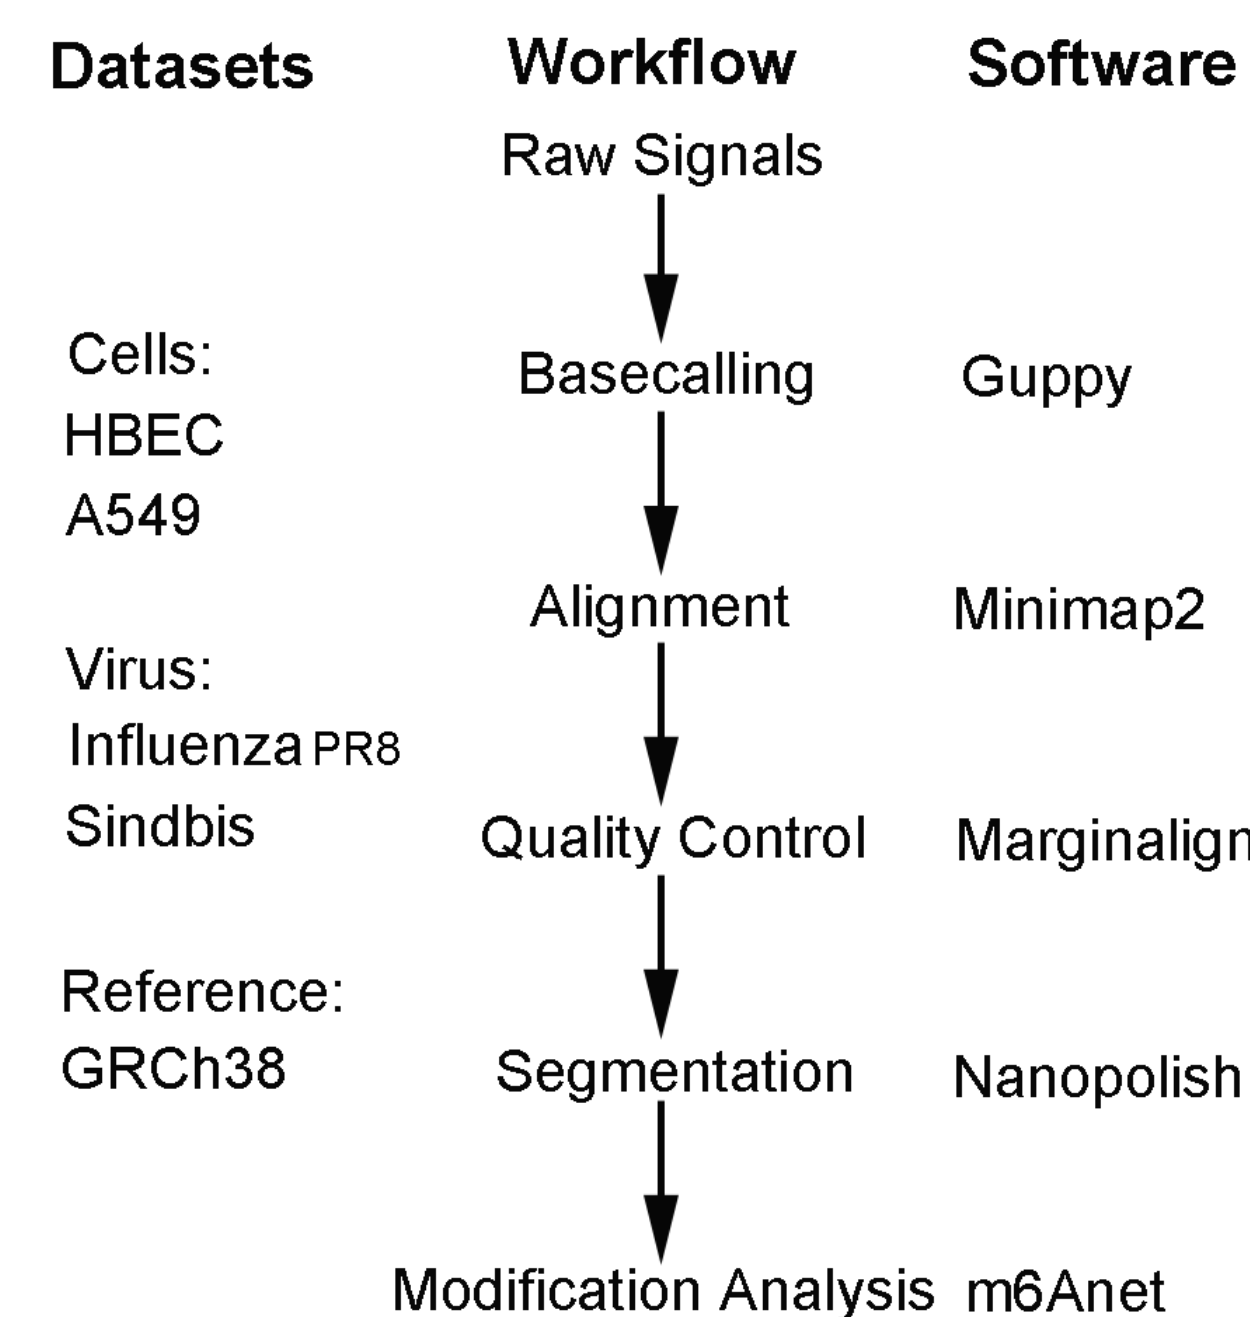 Datasets Workflow Software
Raw Signals
Cells:
Basecalling Guppy
HBEC
A549
Alignment Minimap2
Virus:
Influenza PR8
Sindbis
Quality Control Marginalign
Reference:
GRCh38
Segmentation Nanopolish
Modification Analysis m6Anet